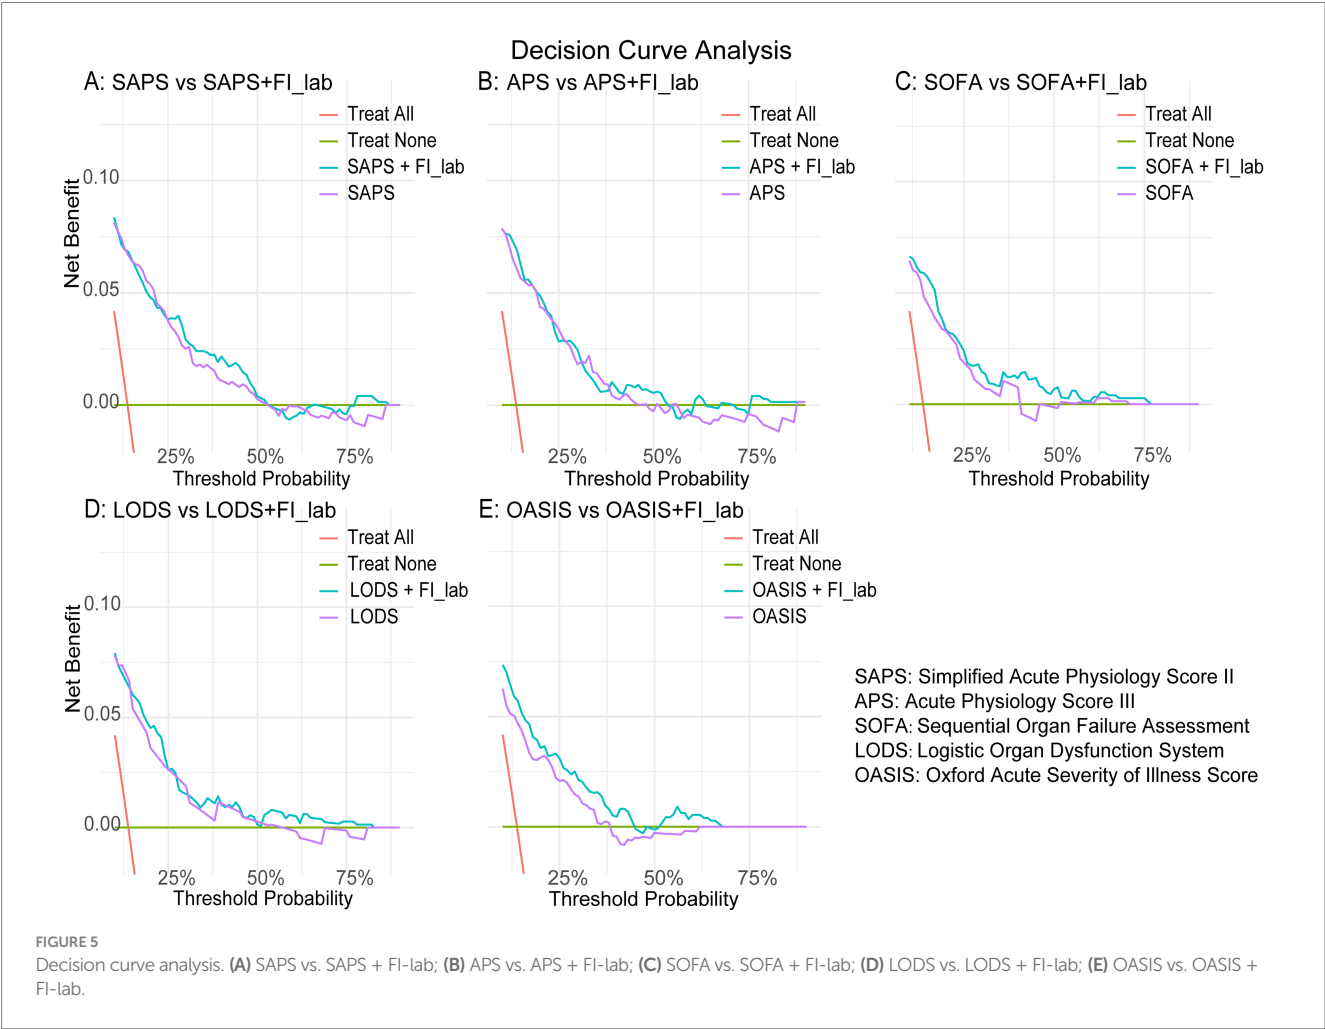 Decision Curve Analysis
A: SAPS vs SAPS+FI_lab
Treat All
Treat None
SAPS + FI_lab
SAPS
Net Benefit
0.10
0.05
0.00
25% 50% 75%
Threshold Probability
B: APS vs APS+FI_lab
Treat All
Treat None
APS + FI_lab
APS
25% 50% 75%
Threshold Probability
C: SOFA vs SOFA+FI_lab
Treat All
Treat None
SOFA + FI_lab
SOFA
25% 50% 75%
Threshold Probability
D: LODS vs LODS+FI_lab
Treat All
Treat None
LODS + FI_lab
LODS
Net Benefit
0.10
0.05
0.00
25% 50% 75%
Threshold Probability
E: OASIS vs OASIS+FI_lab
Treat All
Treat None
OASIS + FI_lab
OASIS
25% 50% 75%
Threshold Probability
SAPS: Simplified Acute Physiology Score II
APS: Acute Physiology Score III
SOFA: Sequential Organ Failure Assessment
LODS: Logistic Organ Dysfunction System
OASIS: Oxford Acute Severity of Illness Score
FIGURE 5
Decision curve analysis. (A) SAPS vs. SAPS + FI-lab; (B) APS vs. APS + FI-lab; (C) SOFA vs. SOFA + FI-lab; (D) LODS vs. LODS + FI-lab; (E) OASIS vs. OASIS +
FI-lab.